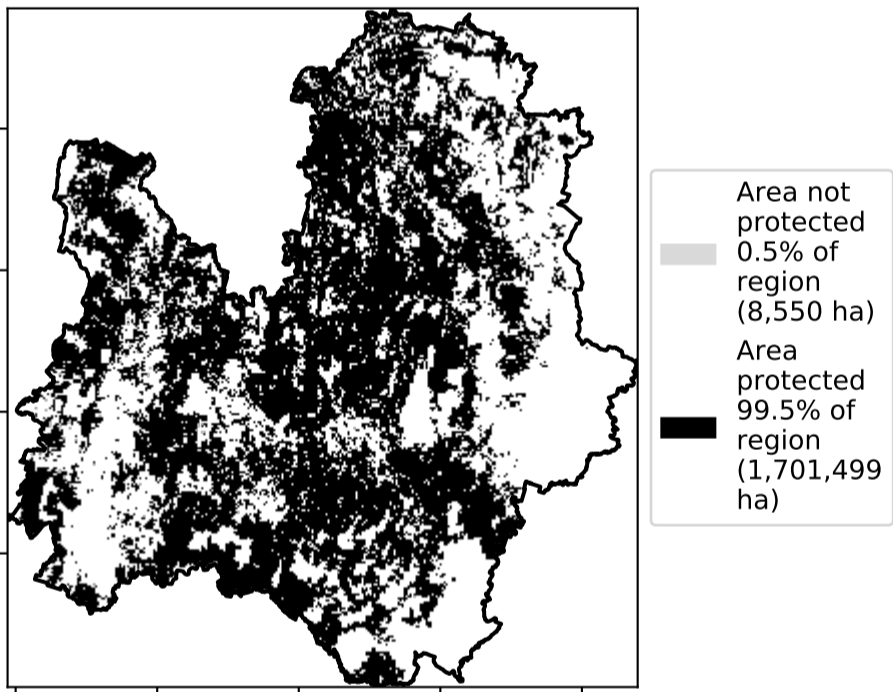 Area not
protected
0.5% of
region
(8,550 ha)
Area
protected
99.5% of
region
(1,701,499
ha)